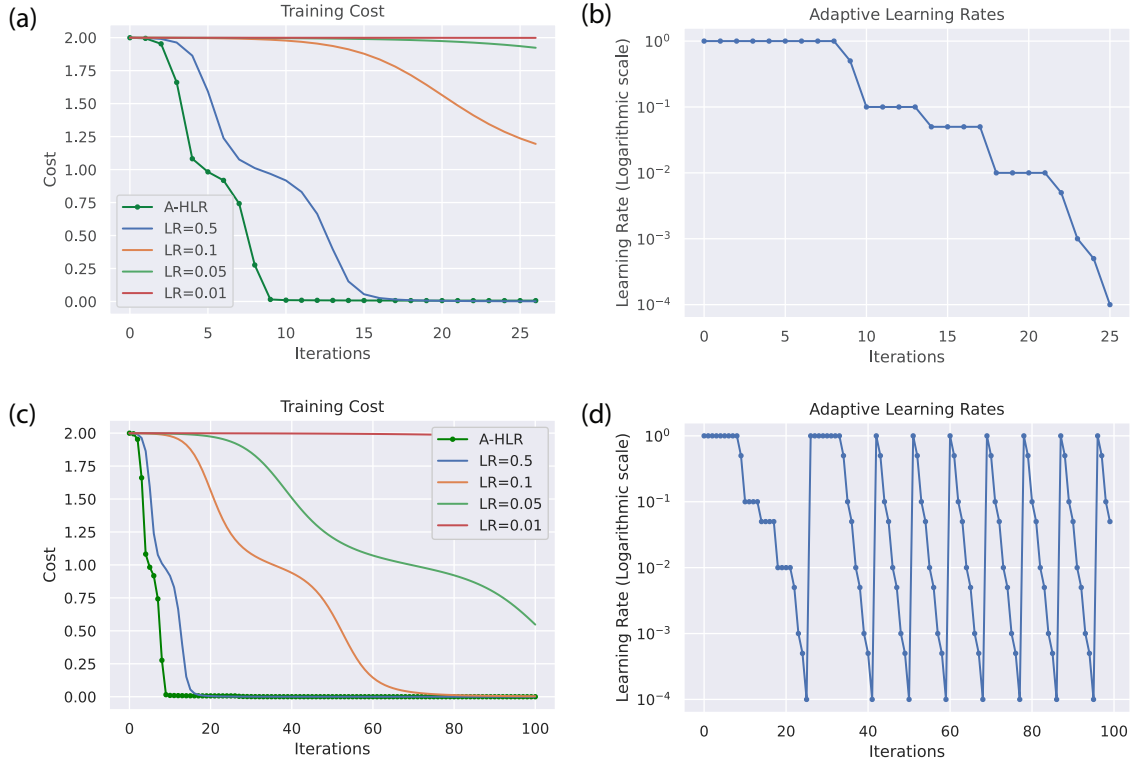 (a)
Training Cost
2.00
1.75
1.50
1.25
1.00
0.75
0.50
0.25
0.00
Cost
A-HLR
LR=0.5
LR=0.1
LR=0.05
LR=0.01
0 5 10 15 20 25
Iterations
(b)
Adaptive Learning Rates
10⁰
10⁻¹
10⁻²
10⁻³
10⁻⁴
Learning Rate (Logarithmic scale)
0 5 10 15 20 25
Iterations
(c)
Training Cost
2.00
1.75
1.50
1.25
1.00
0.75
0.50
0.25
0.00
Cost
A-HLR
LR=0.5
LR=0.1
LR=0.05
LR=0.01
0 20 40 60 80 100
Iterations
(d)
Adaptive Learning Rates
10⁰
10⁻¹
10⁻²
10⁻³
10⁻⁴
Learning Rate (Logarithmic scale)
0 20 40 60 80 100
Iterations